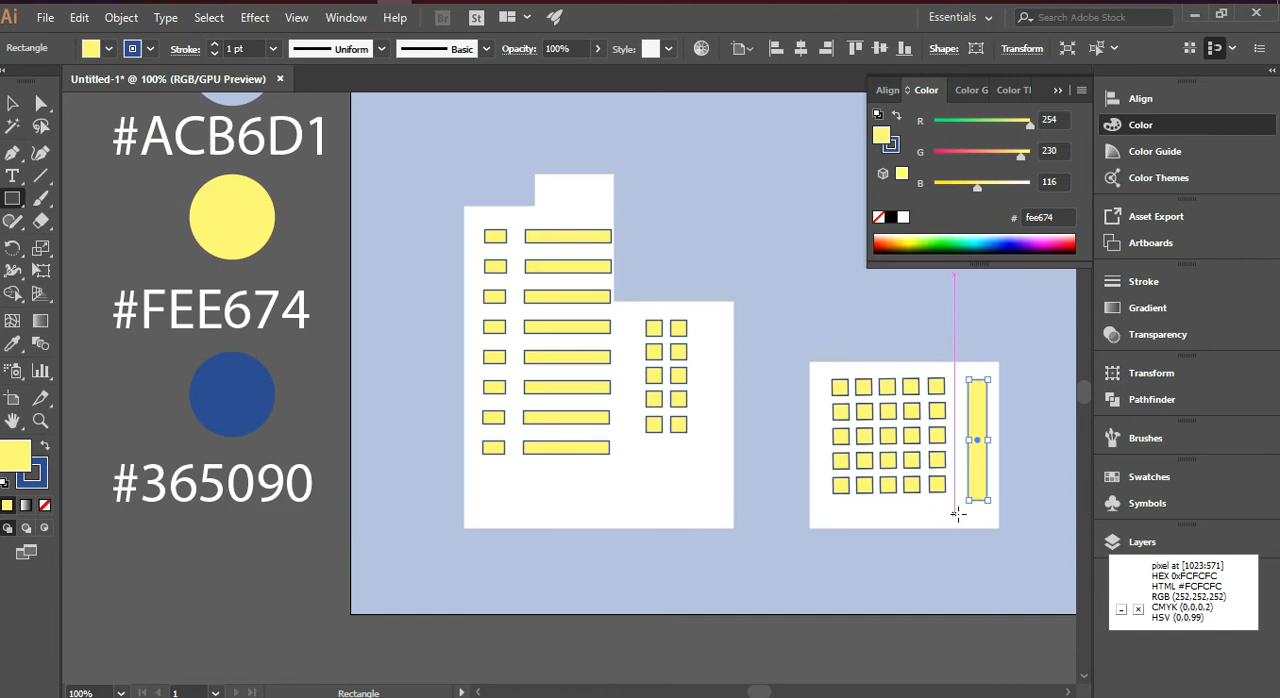 Ai File Edit Object Type Select Effect View Window Help Br St Essentials Search Adobe Stock
Rectangle Stroke: 1 pt Uniform Basic Opacity: 100% Style: Shape: Transform
Untitled-1* @ 100% (RGB/GPU Preview) ×
Align Color Color G Color Tl
R 254
G 230
B 116
# fee674
Align
Color
Color Guide
Color Themes
Asset Export
Artboards
Stroke
Gradient
Transparency
Transform
Pathfinder
Brushes
Swatches
Symbols
Layers
#ACB6D1
#FEE674
#365090
pixel at [1023:571]
HEX 0xFCFCFC
HTML #FCFCFC
RGB (252,252,252)
CMYK (0,0,0,2)
HSV (0,0,99)
100% 1 Rectangle